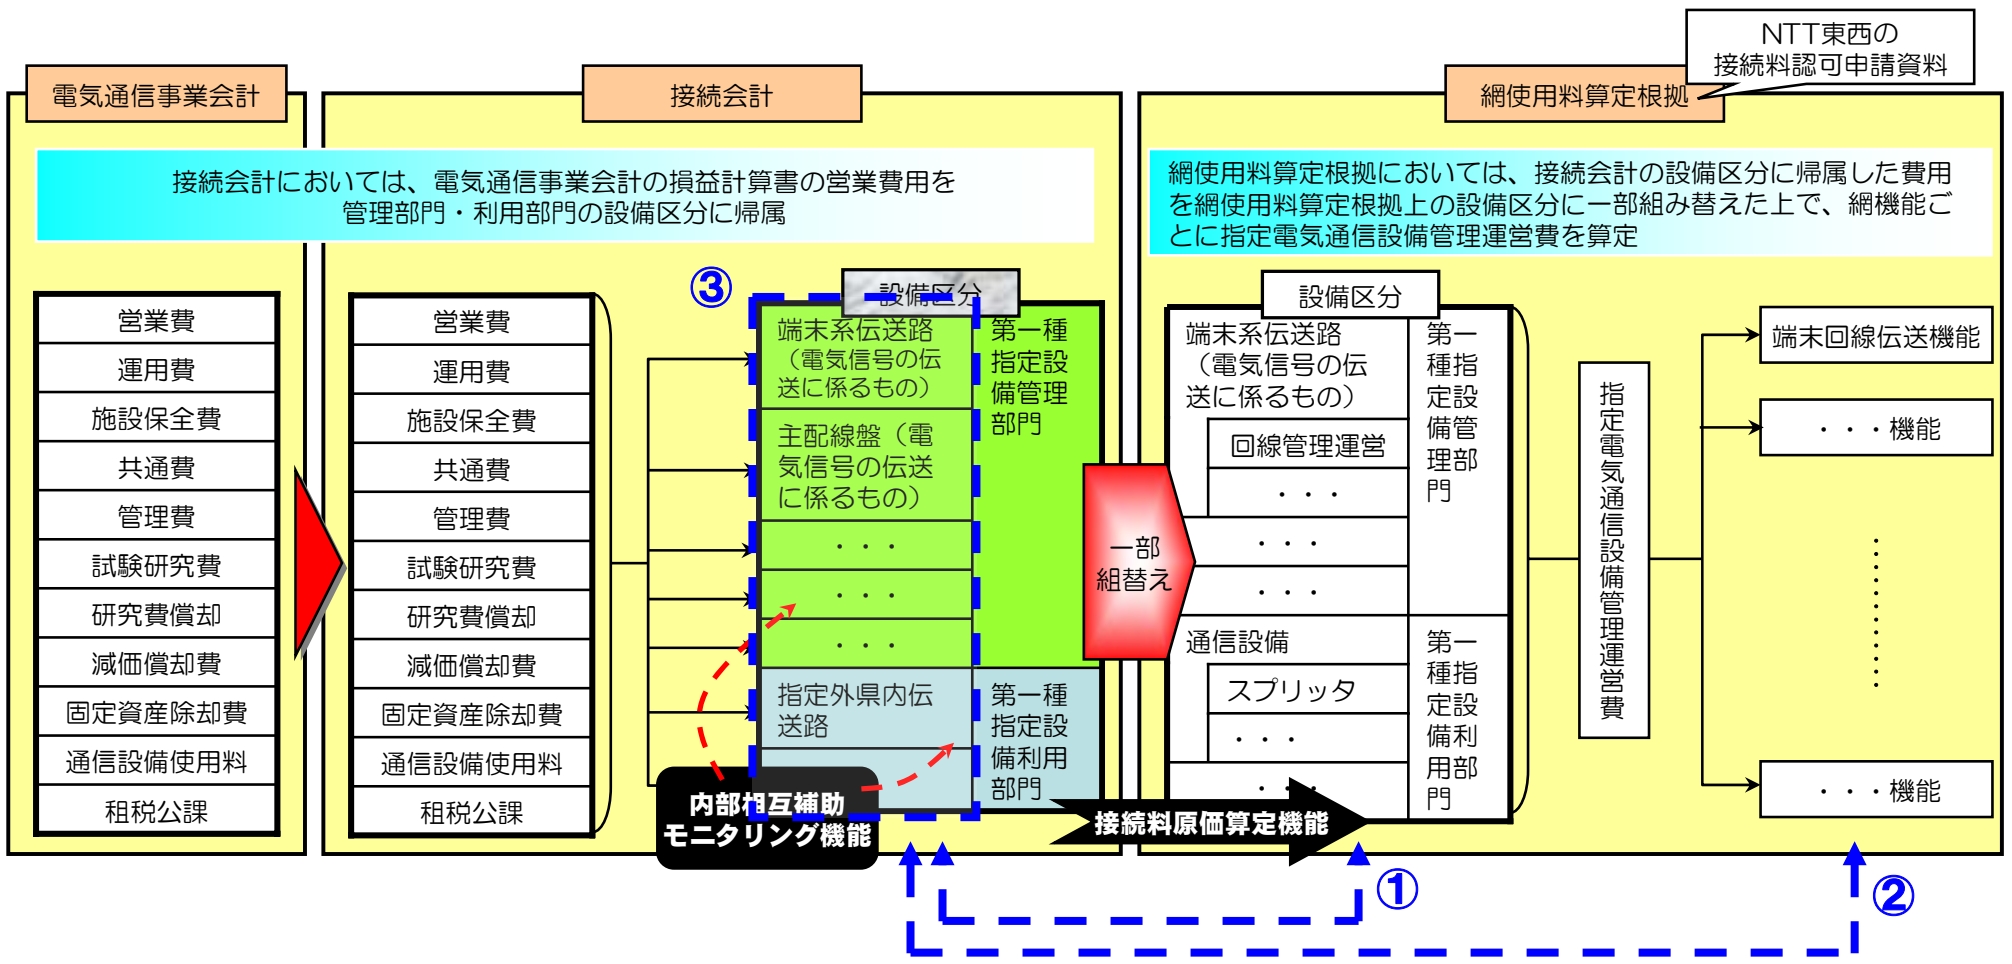 NTT東西の
接続料認可申請資料
電気通信事業会計
接続会計
網使用料算定根拠
接続会計においては、電気通信事業会計の損益計算書の営業費用を
管理部門・利用部門の設備区分に帰属
網使用料算定根拠においては、接続会計の設備区分に帰属した費用
を網使用料算定根拠上の設備区分に一部組み替えた上で、網機能ご
とに指定電気通信設備管理運営費を算定
営業費
運用費
施設保全費
共通費
管理費
試験研究費
研究費償却
減価償却費
固定資産除却費
通信設備使用料
租税公課
営業費
運用費
施設保全費
共通費
管理費
試験研究費
研究費償却
減価償却費
固定資産除却費
通信設備使用料
租税公課
③
設備区分
端末系伝送路
（電気信号の伝
送に係るもの）
主配線盤（電
気信号の伝送
に係るもの）
・・・
・・・
・・・
第一種
指定設
備管理
部門
指定外県内伝
送路
第一種
指定設
備利用
部門
内部相互補助
モニタリング機能
一部
組替え
接続料原価算定機能
設備区分
端末系伝送路
（電気信号の伝
送に係るもの）
回線管理運営
・・・
・・・
・・・
第一
種指
定設
備管
理部
門
通信設備
スプリッタ
・・・
・・・
第一
種指
定設
備利
用部
門
指定電気通信設備管理運営費
端末回線伝送機能
・・・機能
・・・・・・・・・・・・
・・・機能
①
②